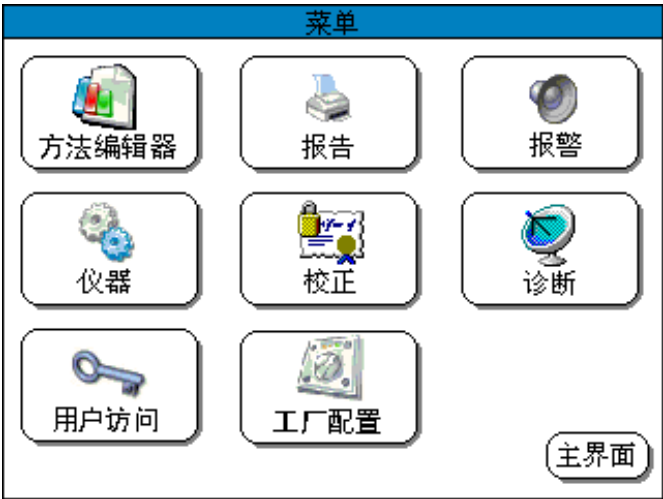 菜单
方法编辑器
报告
报警
仪器
校正
诊断
用户访问
工厂配置
主界面